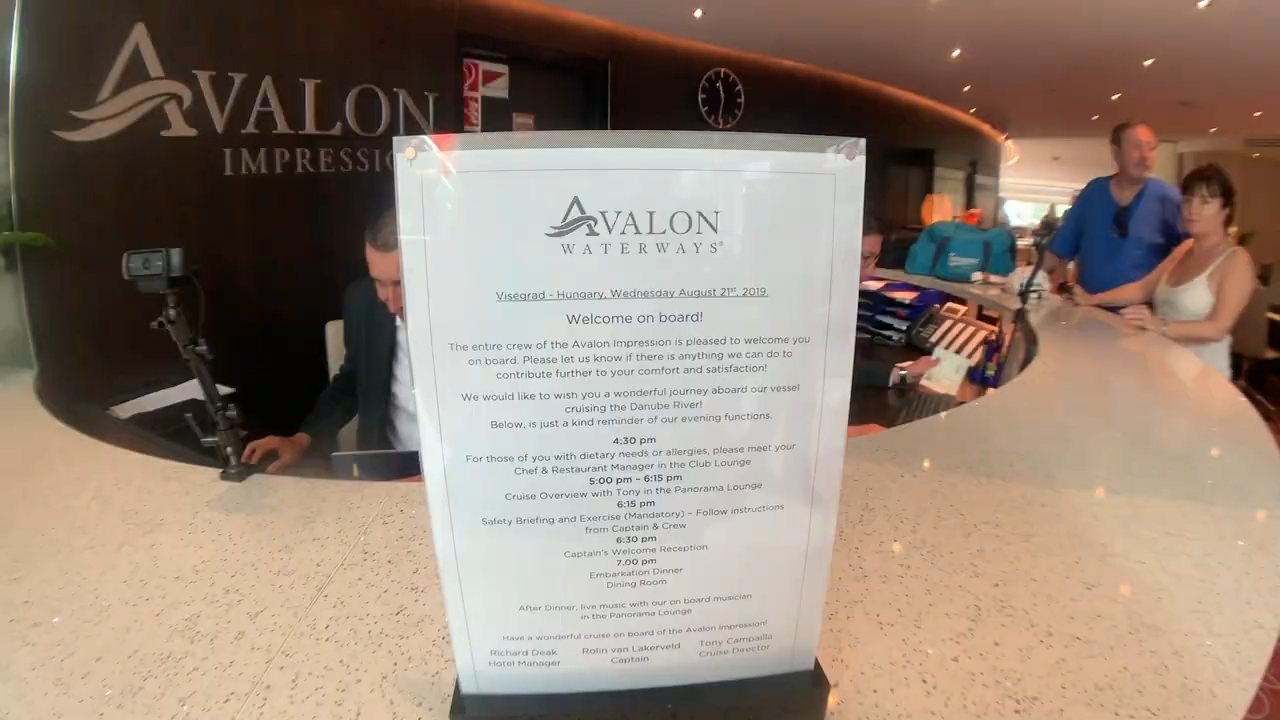 AVALON
IMPRESSIO
AVALON
WATERWAYS®
Visegrad - Hungary, Wednesday August 21st, 2019.
Welcome on board!
The entire crew of the Avalon Impression is pleased to welcome you
on board. Please let us know if there is anything we can do to
contribute further to your comfort and satisfaction!
We would like to wish you a wonderful journey aboard our vessel
cruising the Danube River!
Below, is just a kind reminder of our evening functions.
4:30 pm
For those of you with dietary needs or allergies, please meet your
Chef & Restaurant Manager in the Club Lounge
5:00 pm – 6:15 pm
Cruise Overview with Tony in the Panorama Lounge
6:15 pm
Safety Briefing and Exercise (Mandatory) – Follow instructions
from Captain & Crew
6:30 pm
Captain's Welcome Reception
7.00 pm
Embarkation Dinner
Dining Room
After Dinner, live music with our on board musician
in the Panorama Lounge
Have a wonderful cruise on board of the Avalon Impression!
Richard Deak Rolin van Lakerveld Tony Campailla
Hotel Manager Captain Cruise Director